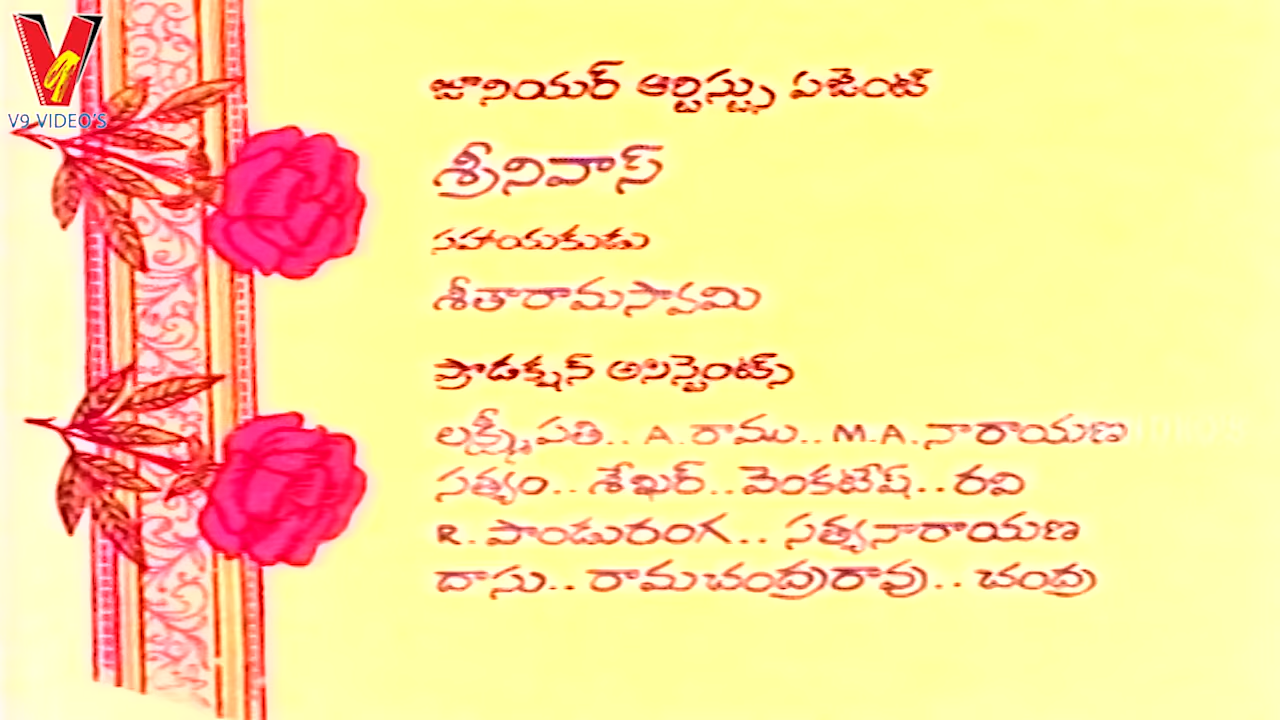 V9 VIDEO'S
జూనియర్ ఆర్టిస్ట్సు ఏజెంట్
శ్రీనివాస్
సహాయకుడు
శీతారామస్వామి
ప్రొడక్షన్ అసిస్టెంట్స్
లక్ష్మీపతి.. A.రాము.. M.A.నారాయణ
సత్యం.. శేఖర్.. వెంకటేష్.. రవి
R. పాండురంగ.. సత్యనారాయణ
దాసు.. రామచంద్రురావు.. చంద్రు